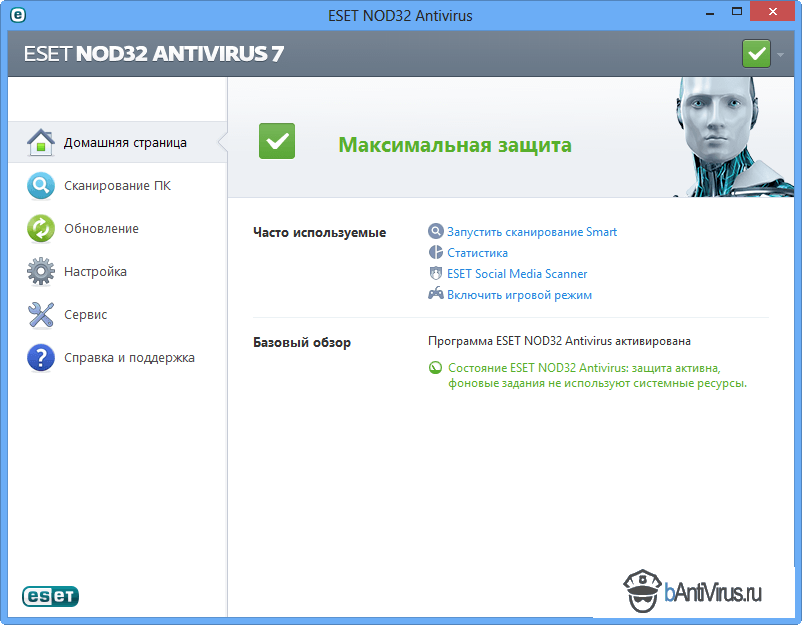 ESET NOD32 Antivirus
ESET NOD32 ANTIVIRUS 7
Домашняя страница
Сканирование ПК
Обновление
Настройка
Сервис
Справка и поддержка
Максимальная защита
Часто используемые
Запустить сканирование Smart
Статистика
ESET Social Media Scanner
Включить игровой режим
Базовый обзор
Программа ESET NOD32 Antivirus активирована
Состояние ESET NOD32 Antivirus: защита активна,
фоновые задания не используют системные ресурсы.
eset
bAntiVirus.ru